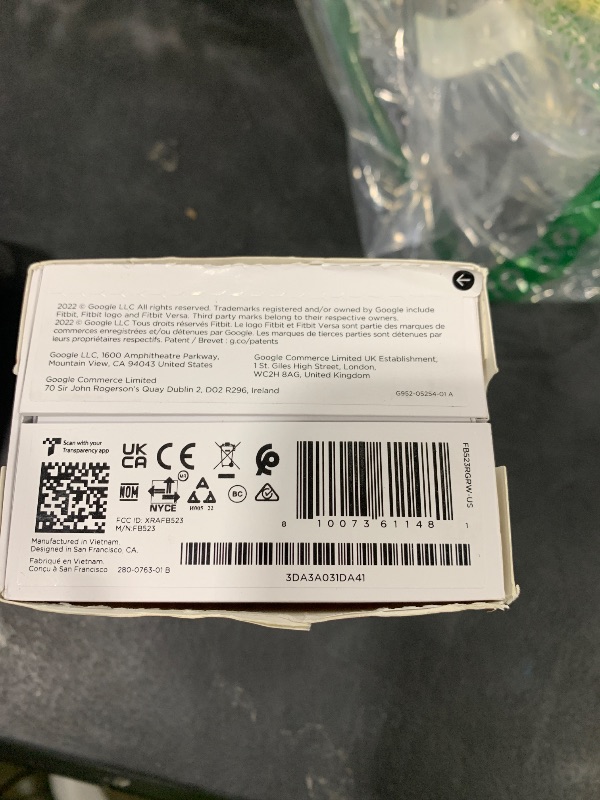 2022 © Google LLC All rights reserved. Trademarks registered and/or owned by Google include
Fitbit, Fitbit logo and Fitbit Versa. Third party marks belong to their respective owners.
2022 © Google LLC Tous droits réservés Fitbit. Le logo Fitbit et Fitbit Versa sont partie des marques de
commerces enregistrées et/ou détenues par Google. Les marques de tierces parties sont détenues par
leurs propriétaires respectifs. Patent / Brevet : g.co/patents
Google LLC, 1600 Amphitheatre Parkway,
Mountain View, CA 94043 United States
Google Commerce Limited
70 Sir John Rogerson's Quay Dublin 2, D02 R296, Ireland
Google Commerce Limited UK Establishment,
1 St. Giles High Street, London,
WC2H 8AG, United Kingdom
G952-05254-01 A
Scan with your
Transparency app
UK
CA
CE
NOM
NYCE
US
BC
FCC ID: XRAFB523
M/N:FB523
8 10073 61148 1
FB523RGRW-US
Manufactured in Vietnam.
Designed in San Francisco, CA.
Fabriqué en Vietnam.
Conçu à San Francisco
280-0763-01 B
3DA3A031DA41